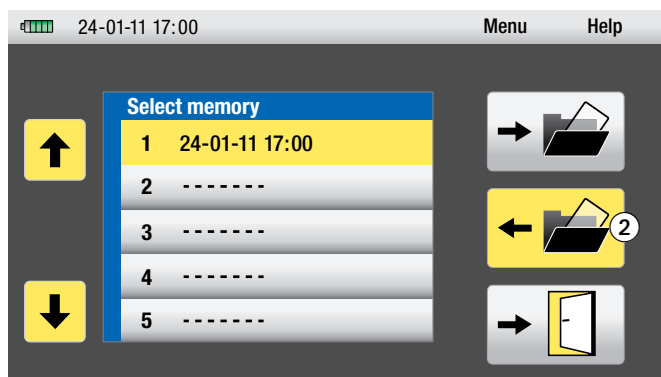 24-01-11 17:00 Menu Help
Select memory
1 24-01-11 17:00
2 - - - - - - -
3 - - - - - - -
4 - - - - - - -
5 - - - - - - -
2